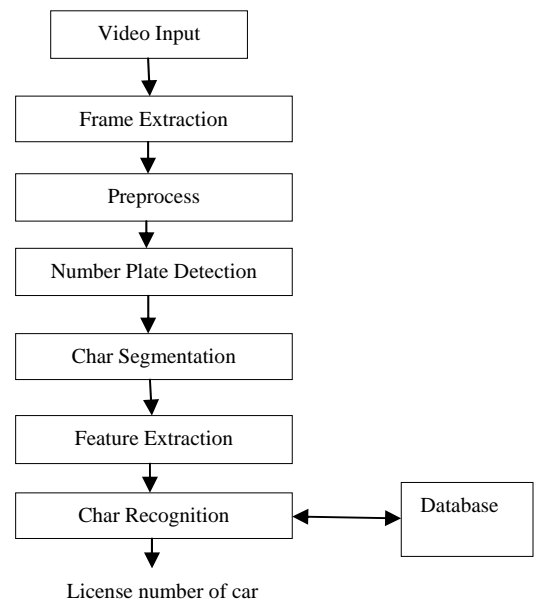 Video Input
Frame Extraction
Preprocess
Number Plate Detection
Char Segmentation
Feature Extraction
Char Recognition
Database
License number of car